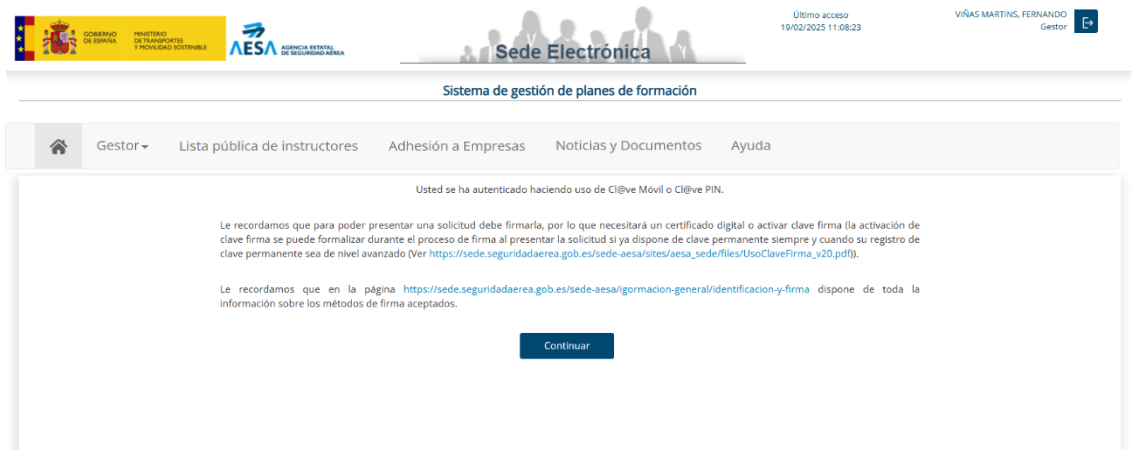 GOBIERNO
DE ESPAÑA
MINISTERIO
DE TRANSPORTES
Y MOVILIDAD SOSTENIBLE
AESA AGENCIA ESTATAL
DE SEGURIDAD AÉREA
Sede Electrónica
Último acceso
19/02/2025 11:08:23
VIÑAS MARTINS, FERNANDO
Gestor
Sistema de gestión de planes de formación
Gestor Lista pública de instructores Adhesión a Empresas Noticias y Documentos Ayuda
Usted se ha autenticado haciendo uso de Cl@ve Móvil o Cl@ve PIN.
Le recordamos que para poder presentar una solicitud debe firmarla, por lo que necesitará un certificado digital o activar clave firma (la activación de
clave firma se puede formalizar durante el proceso de firma al presentar la solicitud si ya dispone de clave permanente siempre y cuando su registro de
clave permanente sea de nivel avanzado (Ver https://sede.seguridadaerea.gob.es/sede-aesa/sites/aesa_sede/files/UsoClaveFirma_v20.pdf)).
Le recordamos que en la página https://sede.seguridadaerea.gob.es/sede-aesa/igormacion-general/identificacion-y-firma dispone de toda la
información sobre los métodos de firma aceptados.
Continuar